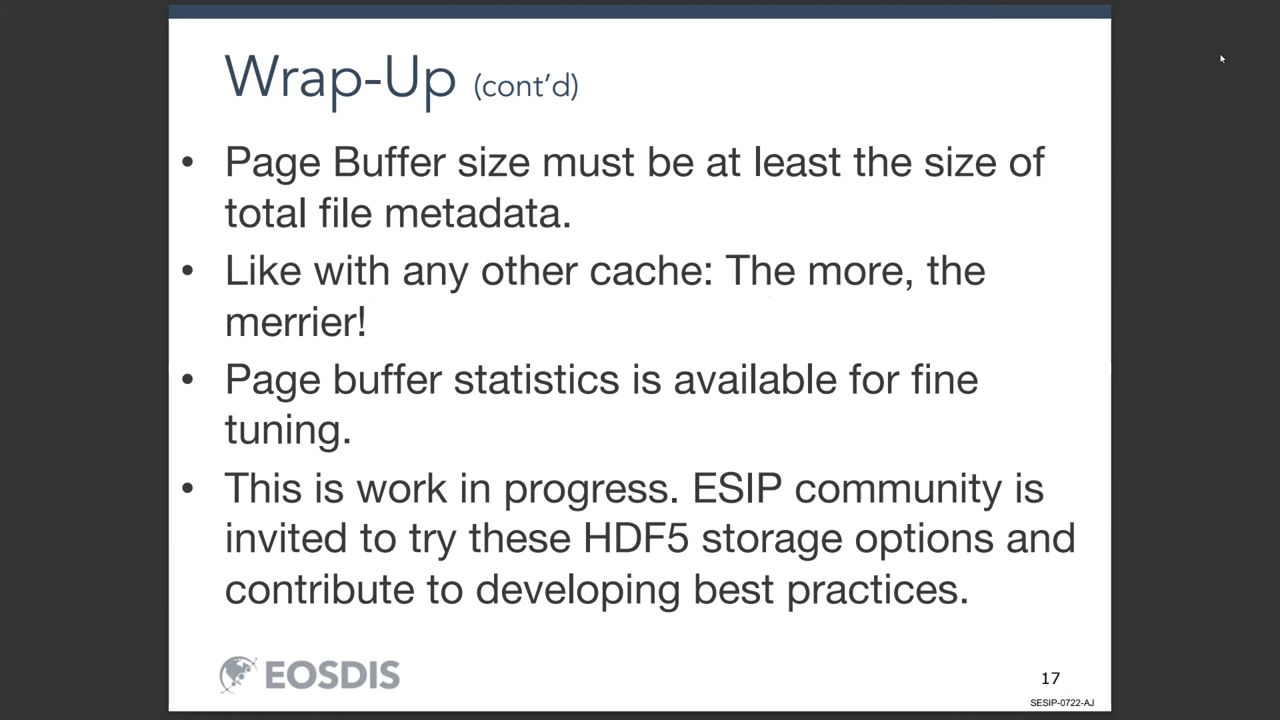 Wrap-Up (cont’d)
• Page Buffer size must be at least the size of
total file metadata.
• Like with any other cache: The more, the
merrier!
• Page buffer statistics is available for fine
tuning.
• This is work in progress. ESIP community is
invited to try these HDF5 storage options and
contribute to developing best practices.
EOSDIS
17
SESIP-0722-AJ